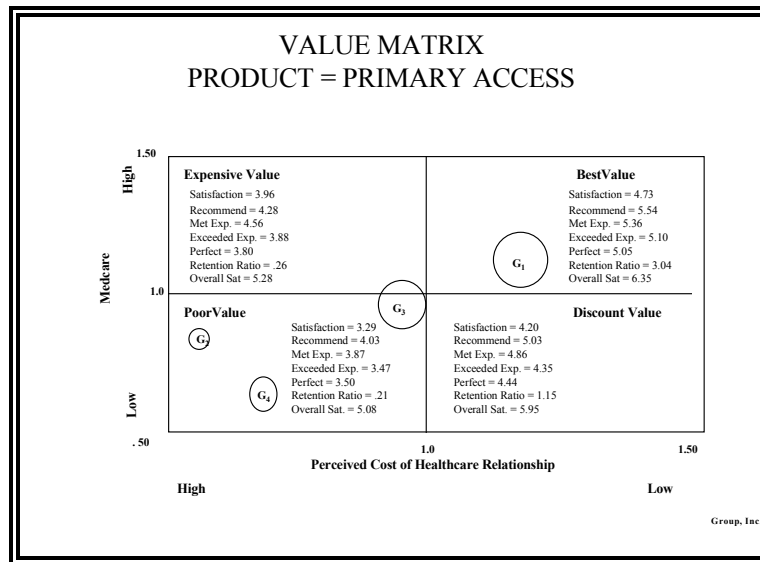 VALUE MATRIX
PRODUCT = PRIMARY ACCESS
1.50
High
Expensive Value
Satisfaction = 3.96
Recommend = 4.28
Met Exp. = 4.56
Exceeded Exp. = 3.88
Perfect = 3.80
Retention Ratio = .26
Overall Sat = 5.28
BestValue
Satisfaction = 4.73
Recommend = 5.54
Met Exp. = 5.36
Exceeded Exp. = 5.10
Perfect = 5.05
Retention Ratio = 3.04
Overall Sat = 6.35
G1
Medcare
1.0
G3
PoorValue
G2
G4
Satisfaction = 3.29
Recommend = 4.03
Met Exp. = 3.87
Exceeded Exp. = 3.47
Perfect = 3.50
Retention Ratio = .21
Overall Sat. = 5.08
Discount Value
Satisfaction = 4.20
Recommend = 5.03
Met Exp. = 4.86
Exceeded Exp. = 4.35
Perfect = 4.44
Retention Ratio = 1.15
Overall Sat. = 5.95
Low
. 50
1.0
1.50
Perceived Cost of Healthcare Relationship
High
Low
Group, Inc